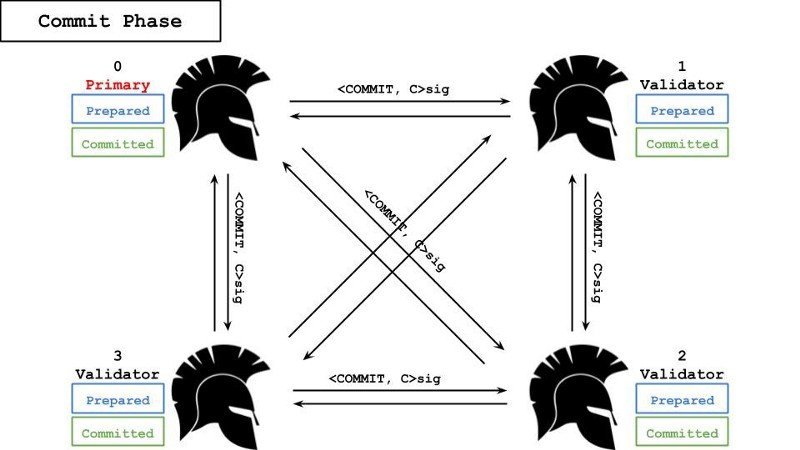 Commit Phase
0
Primary
Prepared
Committed
<COMMIT, C>sig
1
Validator
Prepared
Committed
<COMMIT, C>sig
<COMMIT, C>sig
<COMMIT, C>sig
3
Validator
Prepared
Committed
<COMMIT, C>sig
2
Validator
Prepared
Committed